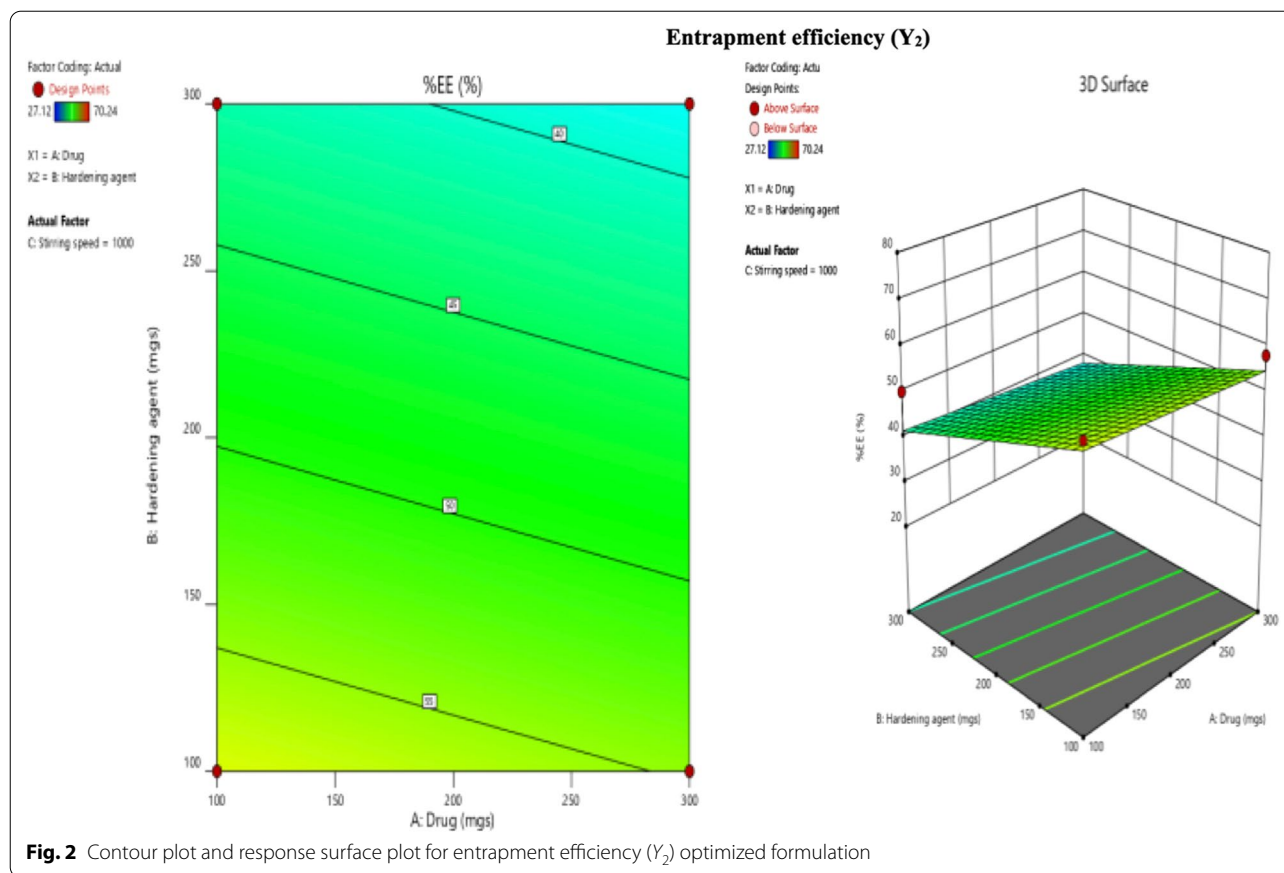 Entrapment efficiency (Y₂)
Factor Coding: Actual
Design Points
27.12 70.24
X1 = A: Drug
X2 = B: Hardening agent
Actual Factor
C: Stirring speed = 1000
%EE (%)
300
250
200
150
100
B: Hardening agent (mgs)
40
45
50
55
100 150 200 250 300
A: Drug (mgs)
Factor Coding: Actu
Design Points:
Above Surface
Below Surface
27.12 70.24
X1 = A: Drug
X2 = B: Hardening agent
Actual Factor
C: Stirring speed = 1000
3D Surface
80
70
60
50
40
30
20
%EE (%)
300
250
200
150
100
B: Hardening agent (mgs)
300
250
200
150
100
A: Drug (mgs)
Fig. 2 Contour plot and response surface plot for entrapment efficiency (Y₂) optimized formulation